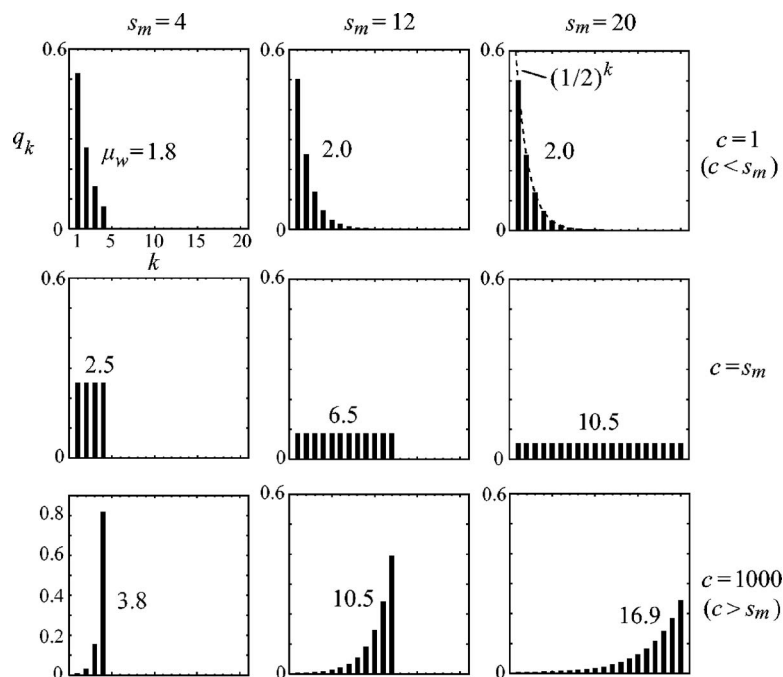 s_m = 4
s_m = 12
s_m = 20
0.6
0.6
0.6
q_k
μ_w = 1.8
2.0
(1/2)^k
2.0
c = 1
(c < s_m)
0
0
0
1 5 10 15 20
k
0.6
0.6
0.6
2.5
6.5
10.5
c = s_m
0
0
0
0.8
0.6
0.4
0.2
0
0.6
0.6
3.8
10.5
16.9
c = 1000
(c > s_m)
0
0